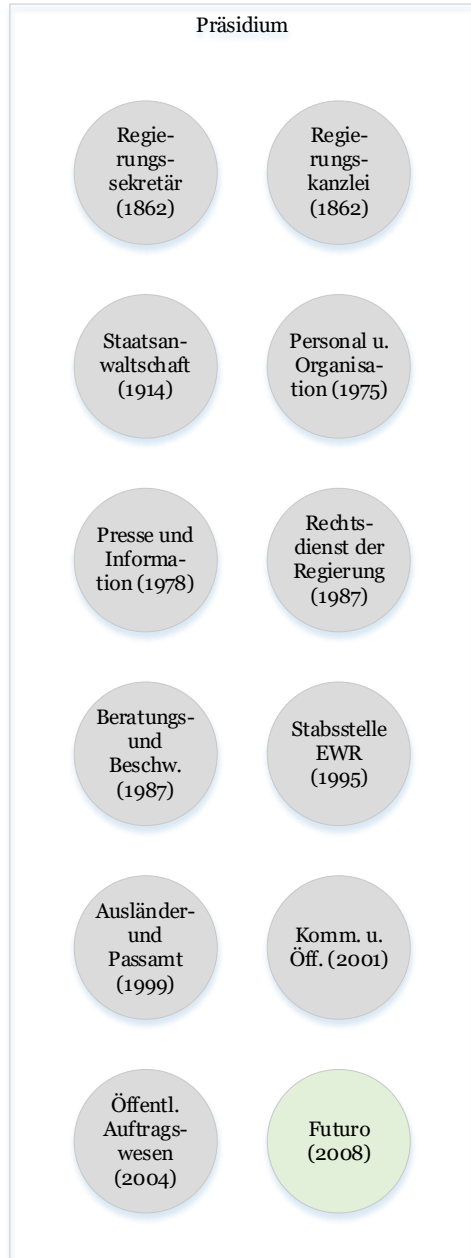 Präsidium
Regie-
rungs-
sekretär
(1862)
Regie-
rungs-
kanzlei
(1862)
Staatsan-
waltschaft
(1914)
Personal u.
Organisa-
tion (1975)
Presse und
Informa-
tion (1978)
Rechts-
dienst der
Regierung
(1987)
Beratungs-
und
Beschw.
(1987)
Stabsstelle
EWR
(1995)
Ausländer-
und
Passamt
(1999)
Komm. u.
Öff. (2001)
Öffentl.
Auftrags-
wesen
(2004)
Futuro
(2008)